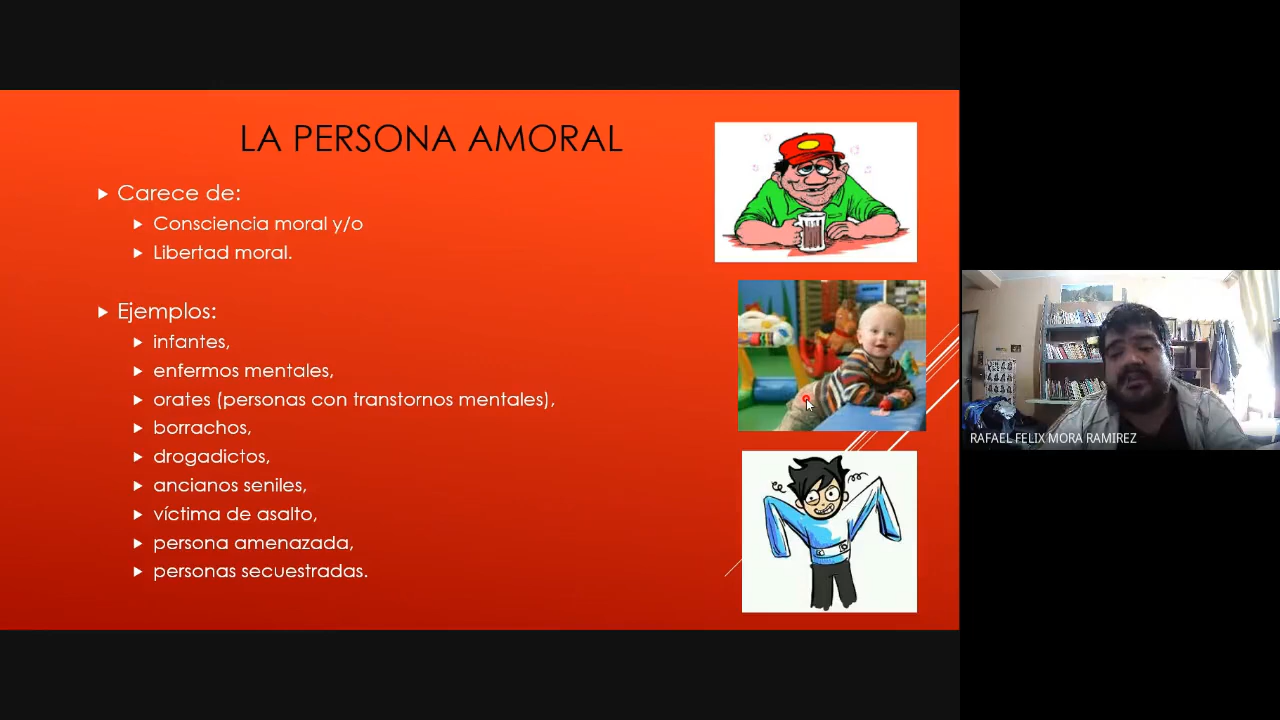 LA PERSONA AMORAL
Carece de:
Consciencia moral y/o
Libertad moral.
Ejemplos:
infantes,
enfermos mentales,
orates (personas con transtornos mentales),
borrachos,
drogadictos,
ancianos seniles,
víctima de asalto,
persona amenazada,
personas secuestradas.
RAFAEL FELIX MORA RAMIREZ